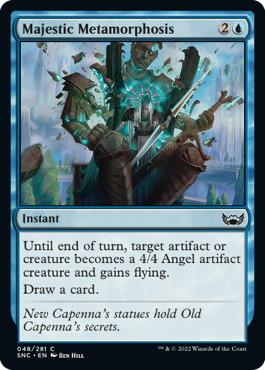 Majestic Metamorphosis 2
Instant
Until end of turn, target artifact or
creature becomes a 4/4 Angel artifact
creature and gains flying.
Draw a card.
New Capenna's statues hold Old
Capenna's secrets.
048/281 C
SNC • EN BEN HILL
™ & © 2022 Wizards of the Coast